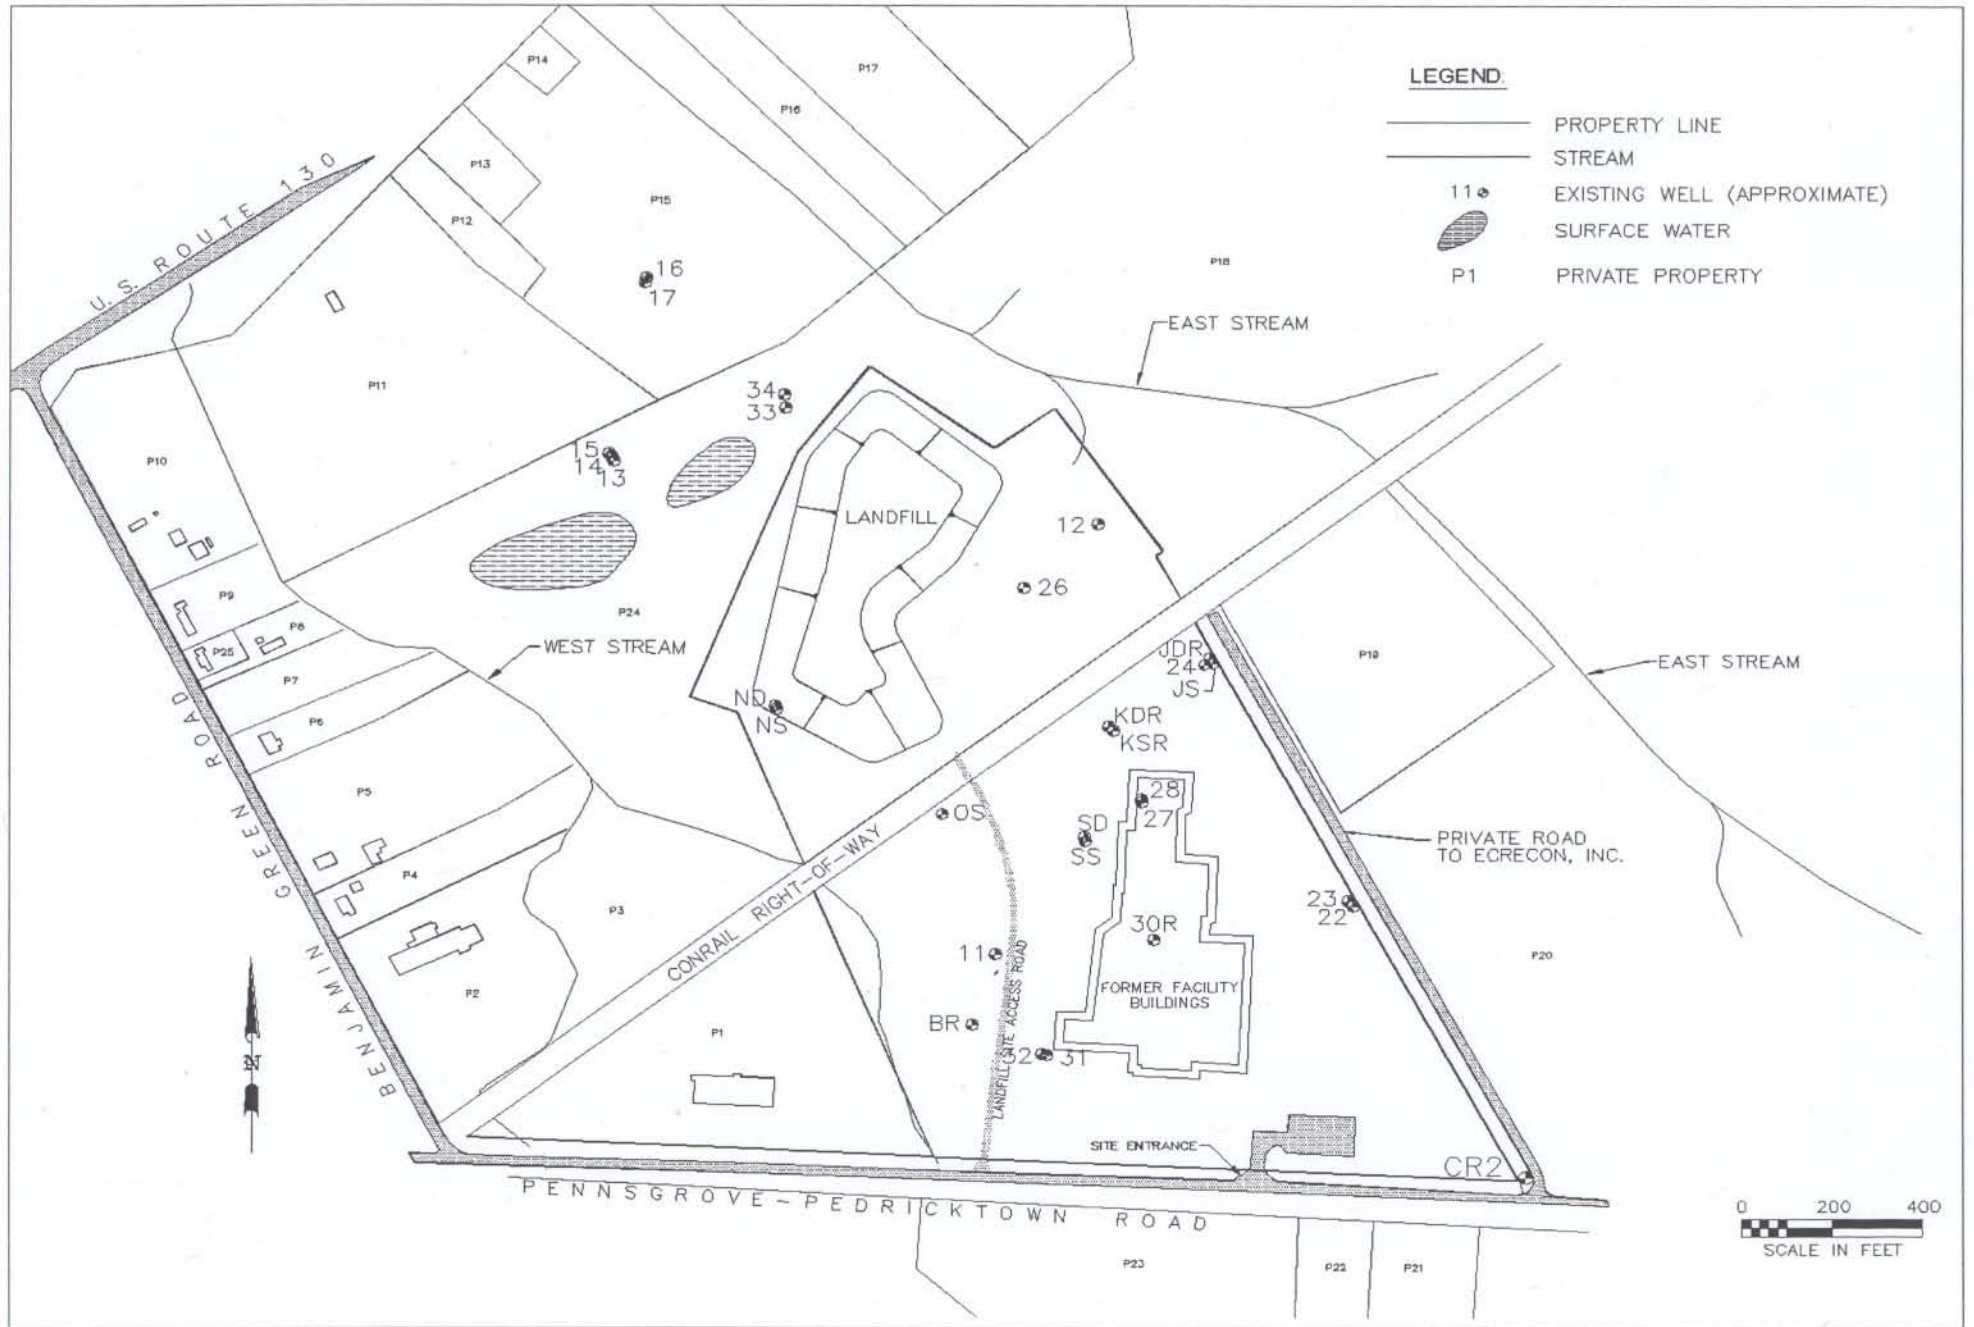 LEGEND:
PROPERTY LINE
STREAM
11 EXISTING WELL (APPROXIMATE)
SURFACE WATER
P1 PRIVATE PROPERTY
P14
P17
P16
P13
P15
P12
U.S. ROUTE 130
16
17
P18
EAST STREAM
P11
34
33
15
14
13
P10
LANDFILL
12
26
P9
P24
P8
P25
WEST STREAM
P7
P6
JDR
24
JS
P19
EAST STREAM
ND
NS
KDR
KSR
P5
28
27
OS
SD
SS
PRIVATE ROAD
TO ECRECON, INC.
BENJAMIN GREEN ROAD
CONRAIL RIGHT-OF-WAY
P4
P3
23
22
30R
11
LANDFILL/SITE ACCESS ROAD
FORMER FACILITY
BUILDINGS
P20
P2
BR
P1
32 31
N
SITE ENTRANCE
CR2
PENNSGROVE-PEDRICKTOWN ROAD
0 200 400
SCALE IN FEET
P23
P22
P21